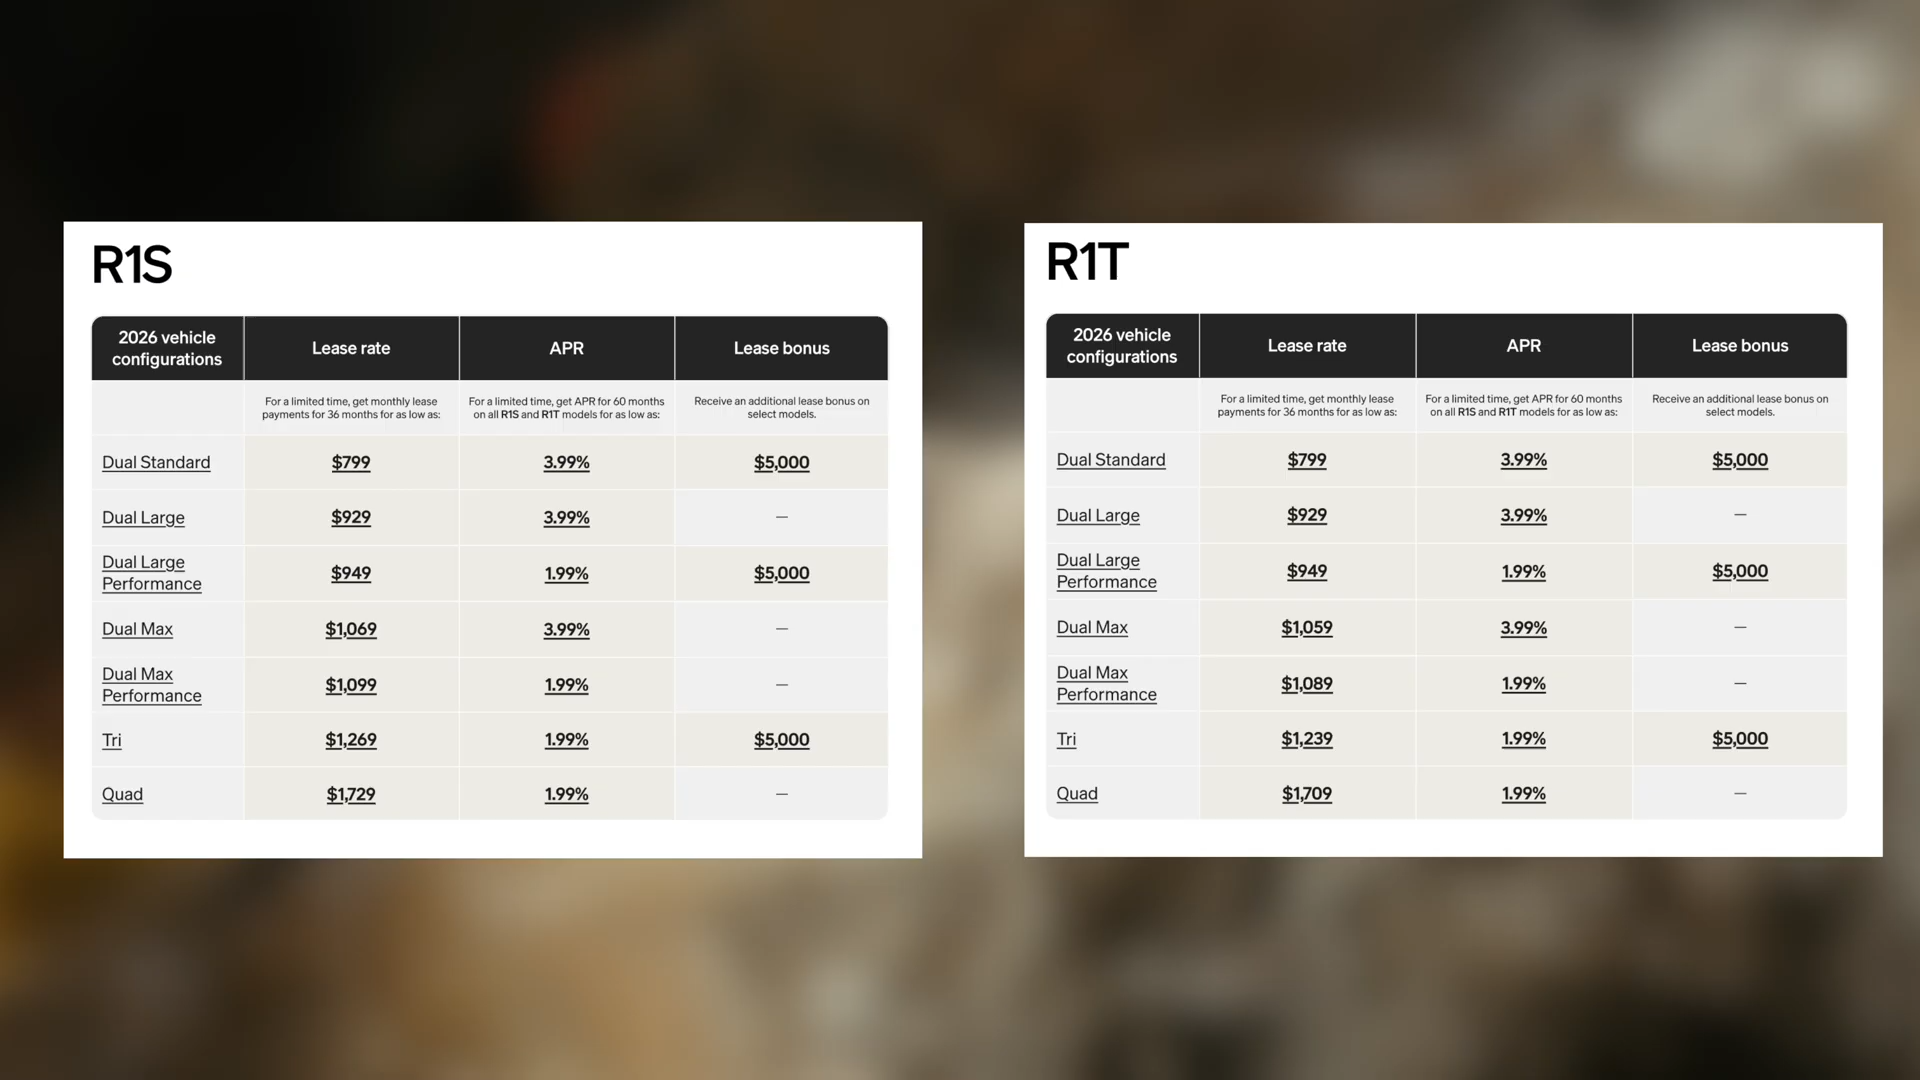 R1S
2026 vehicle
configurations
Lease rate
APR
Lease bonus
For a limited time, get monthly lease
payments for 36 months for as low as:
For a limited time, get APR for 60 months
on all R1S and R1T models for as low as:
Receive an additional lease bonus on
select models.
Dual Standard
$799
3.99%
$5,000
Dual Large
$929
3.99%
—
Dual Large
Performance
$949
1.99%
$5,000
Dual Max
$1,069
3.99%
—
Dual Max
Performance
$1,099
1.99%
—
Tri
$1,269
1.99%
$5,000
Quad
$1,729
1.99%
—
R1T
2026 vehicle
configurations
Lease rate
APR
Lease bonus
For a limited time, get monthly lease
payments for 36 months for as low as:
For a limited time, get APR for 60 months
on all R1S and R1T models for as low as:
Receive an additional lease bonus on
select models.
Dual Standard
$799
3.99%
$5,000
Dual Large
$929
3.99%
—
Dual Large
Performance
$949
1.99%
$5,000
Dual Max
$1,059
3.99%
—
Dual Max
Performance
$1,089
1.99%
—
Tri
$1,239
1.99%
$5,000
Quad
$1,709
1.99%
—